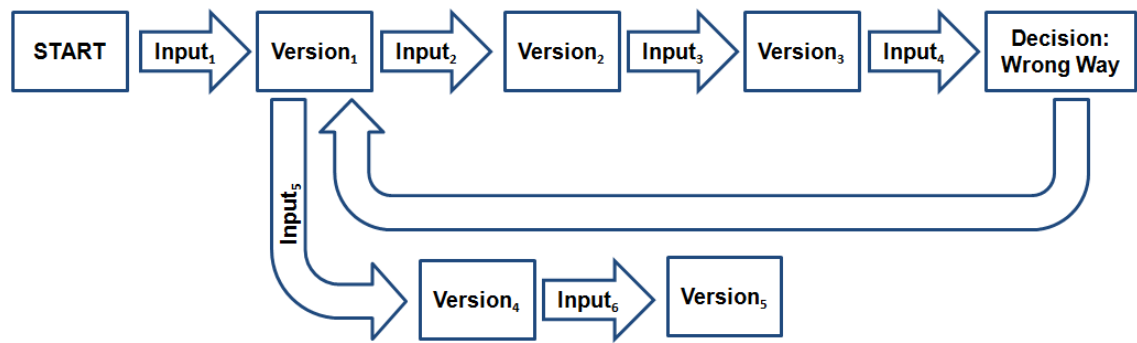 START
Input₁
Version₁
Input₂
Version₂
Input₃
Version₃
Input₄
Decision:
Wrong Way
Input₅
Version₄
Input₆
Version₅